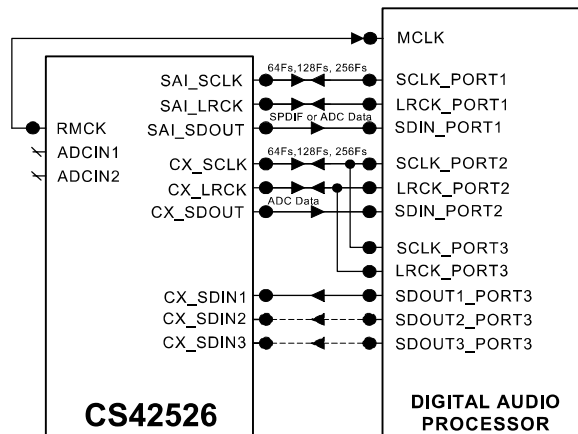 MCLK
64Fs,128Fs, 256Fs
SAI_SCLK
SCLK_PORT1
SAI_LRCK
LRCK_PORT1
SPDIF or ADC Data
RMCK
SAI_SDOUT
SDIN_PORT1
ADCIN1
64Fs,128Fs, 256Fs
CX_SCLK
SCLK_PORT2
ADCIN2
CX_LRCK
LRCK_PORT2
ADC Data
CX_SDOUT
SDIN_PORT2
SCLK_PORT3
LRCK_PORT3
CX_SDIN1
SDOUT1_PORT3
CX_SDIN2
SDOUT2_PORT3
CX_SDIN3
SDOUT3_PORT3
CS42526
DIGITAL AUDIO
PROCESSOR